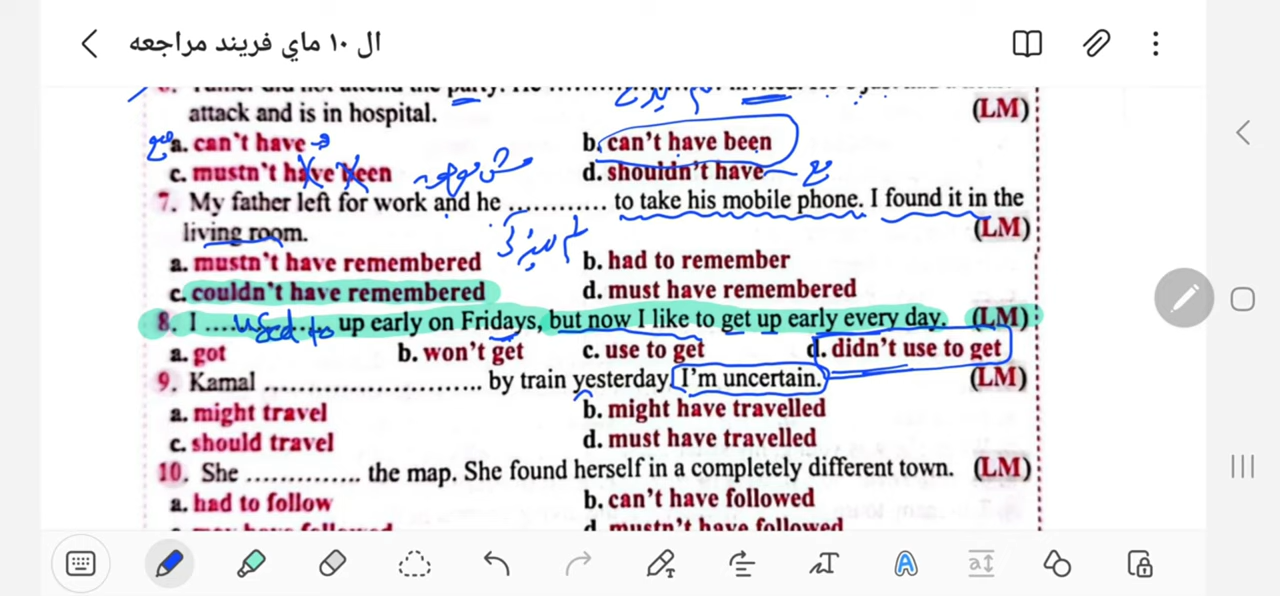 ال ١٠ ماي فريند مراجعه
attack and is in hospital. (LM)
a. can't have b. can't have been
c. mustn't have been d. shouldn't have
7. My father left for work and he ............ to take his mobile phone. I found it in the
living room. (LM)
a. mustn't have remembered b. had to remember
c. couldn't have remembered d. must have remembered
8. I ....used to.... up early on Fridays, but now I like to get up early every day. (LM)
a. got b. won't get c. use to get d. didn't use to get
9. Kamal ............................ by train yesterday. I'm uncertain. (LM)
a. might travel b. might have travelled
c. should travel d. must have travelled
10. She .............. the map. She found herself in a completely different town. (LM)
a. had to follow b. can't have followed
d. mustn't have followed